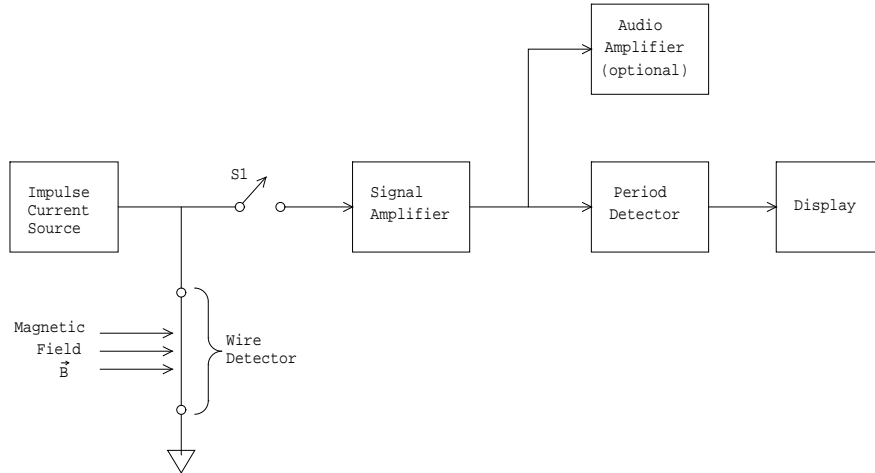 Audio
Amplifier
(optional)
Impulse
Current
Source
S1
Signal
Amplifier
Period
Detector
Display
Magnetic
Field
B
Wire
Detector